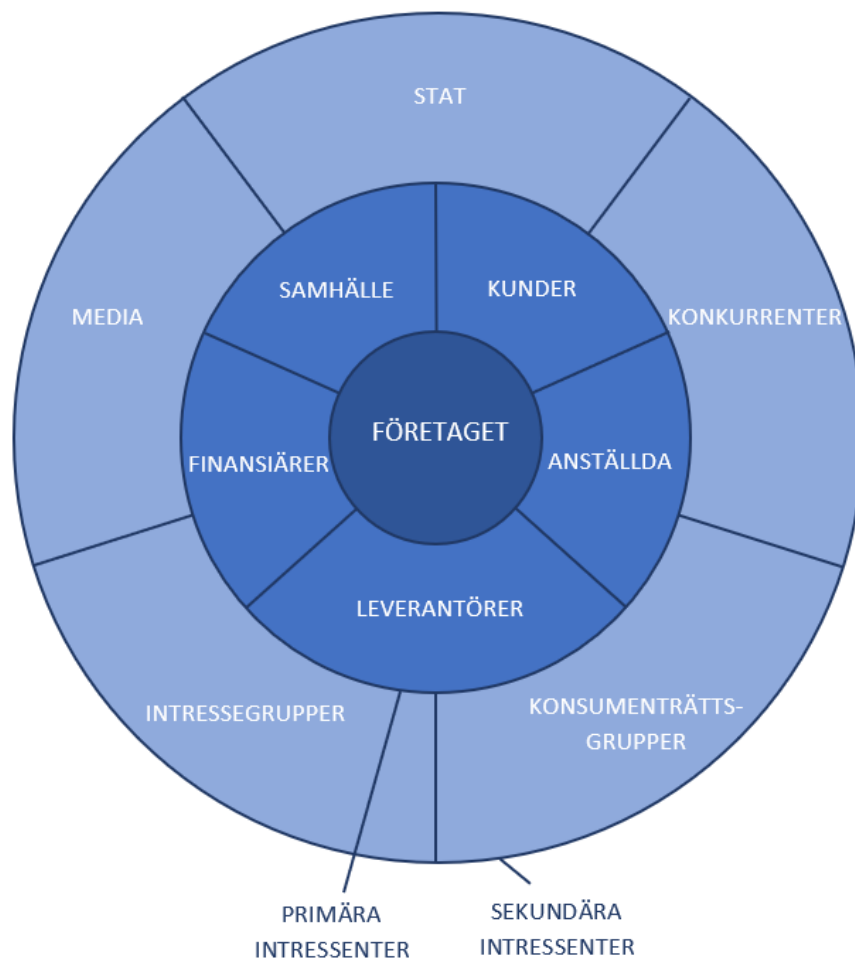 STAT
SAMHÄLLE
KUNDER
MEDIA
KONKURRENTER
FÖRETAGET
FINANSIÄRER
ANSTÄLLDA
LEVERANTÖRER
INTRESSEGRUPPER
KONSUMENTRÄTTS-
GRUPPER
PRIMÄRA
INTRESSENTER
SEKUNDÄRA
INTRESSENTER